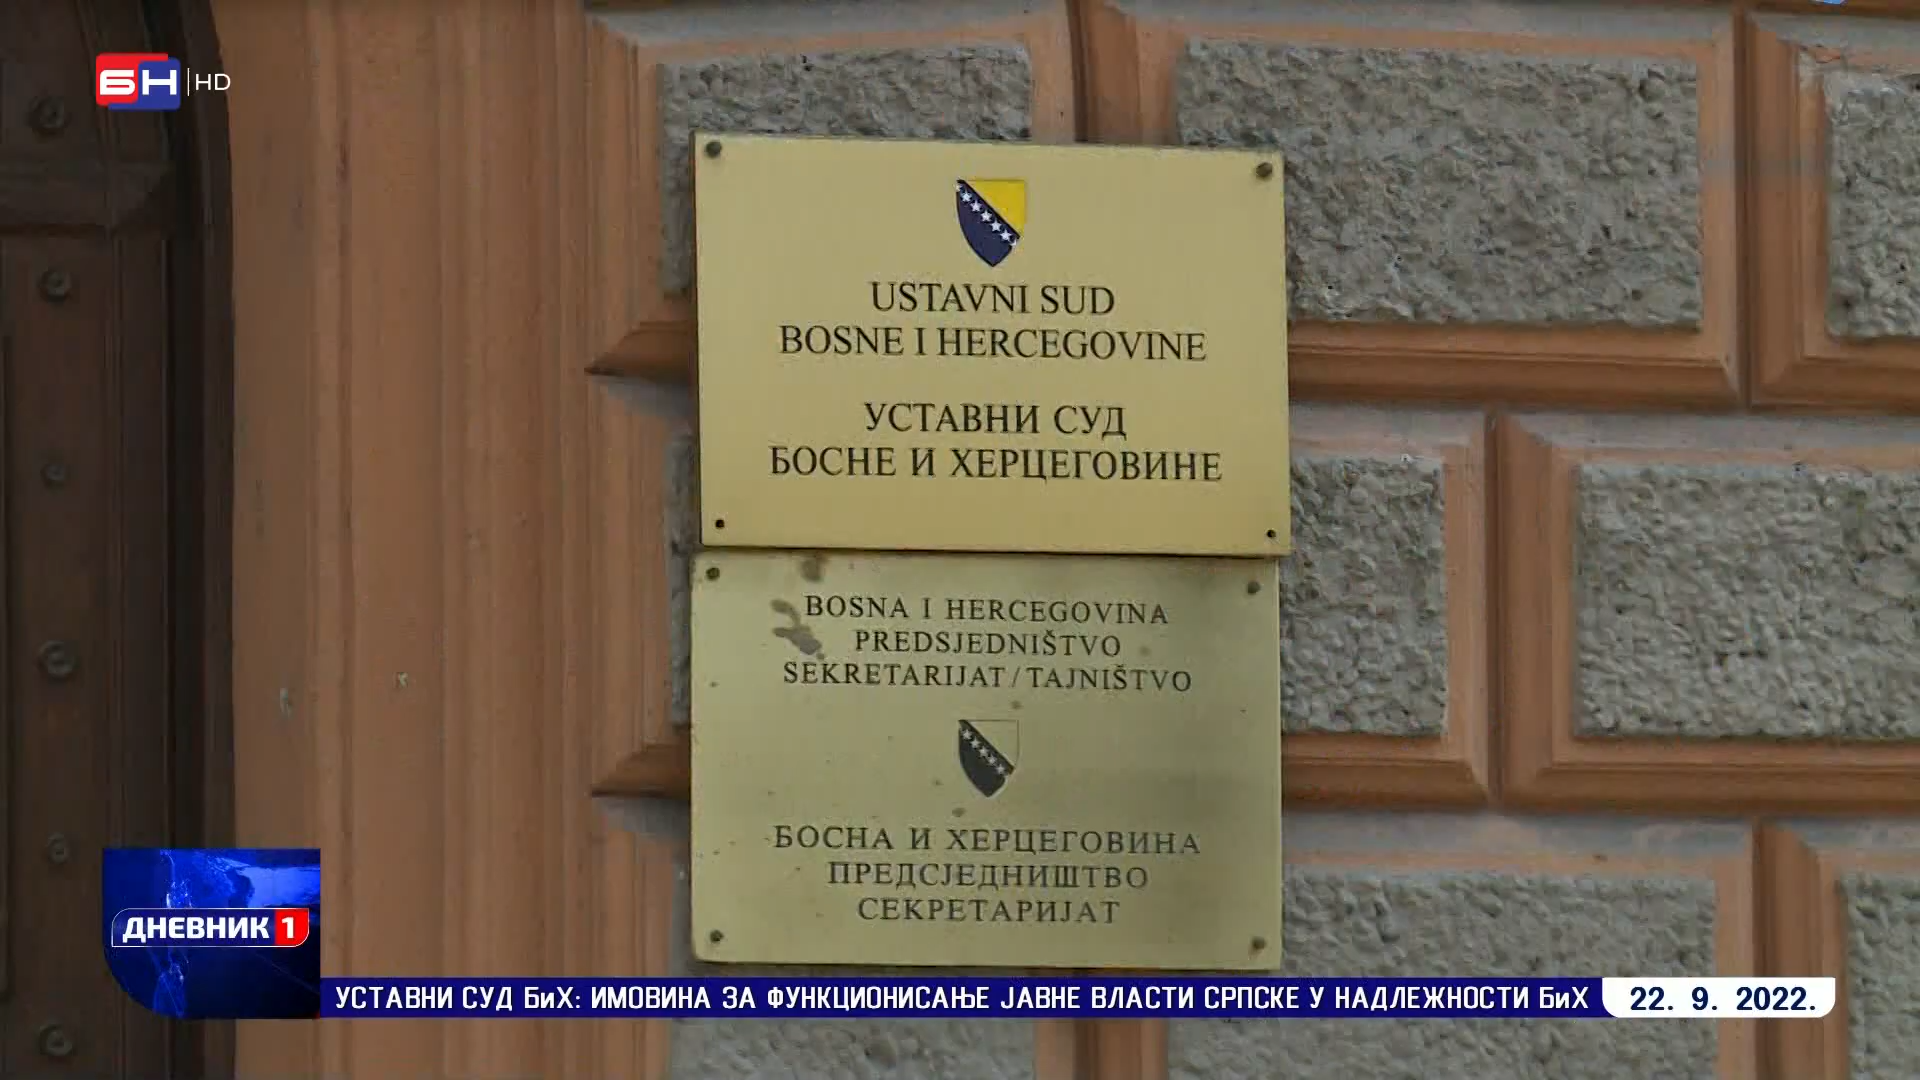 БН HD
USTAVNI SUD
BOSNE I HERCEGOVINE
УСТАВНИ СУД
БОСНЕ И ХЕРЦЕГОВИНЕ
BOSNA I HERCEGOVINA
PREDSJEDNIŠTVO
SEKRETARIJAT / TAJNIŠTVO
БОСНА И ХЕРЦЕГОВИНА
ПРЕДСЈЕДНИШТВО
СЕКРЕТАРИЈАТ
ДНЕВНИК 1
УСТАВНИ СУД БиХ: ИМОВИНА ЗА ФУНКЦИОНИСАЊЕ ЈАВНЕ ВЛАСТИ СРПСКЕ У НАДЛЕЖНОСТИ БиХ
22. 9. 2022.